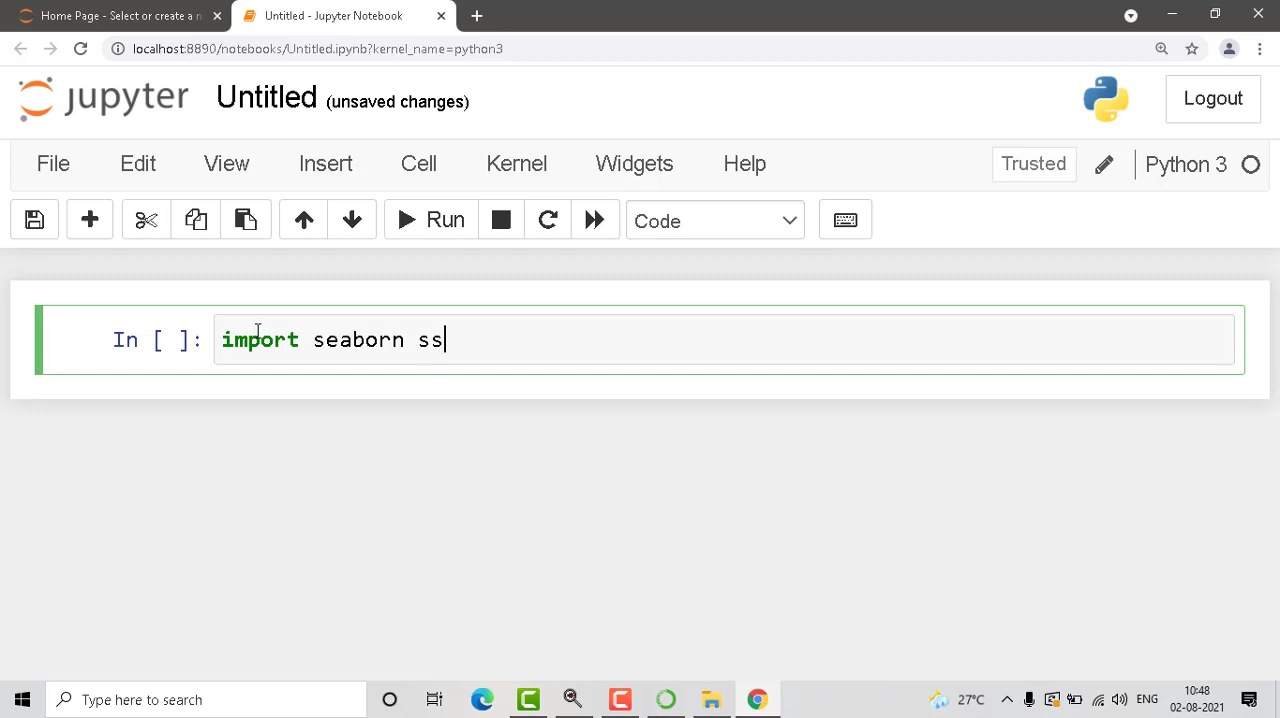 Home Page - Select or create a n
Untitled - Jupyter Notebook
localhost:8890/notebooks/Untitled.ipynb?kernel_name=python3
jupyter Untitled (unsaved changes)
Logout
File Edit View Insert Cell Kernel Widgets Help
Trusted
Python 3
Run
Code
In [ ]: import seaborn ss
Type here to search
27°C
ENG
10:48
02-08-2021